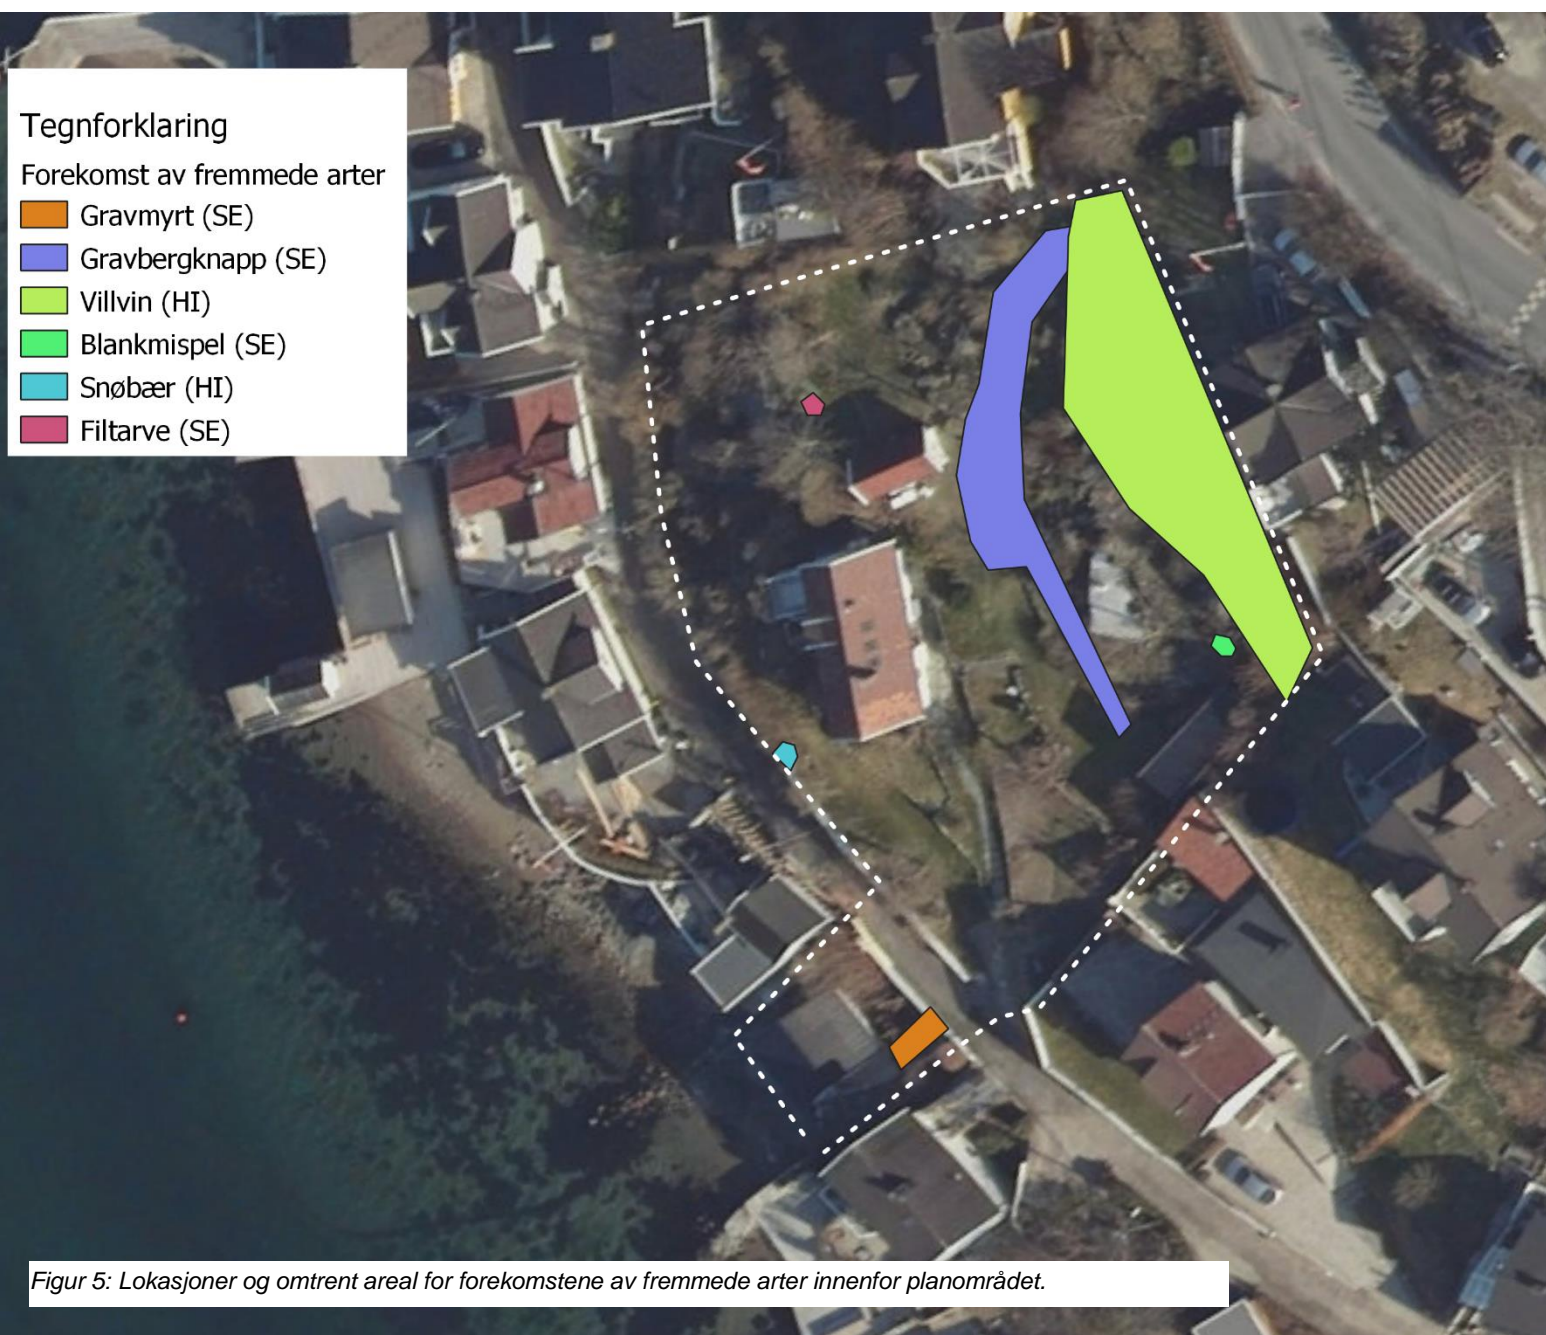 Tegnforklaring
Forekomst av fremmede arter
Gravmyrt (SE)
Gravbergknapp (SE)
Villvin (HI)
Blankmispel (SE)
Snøbær (HI)
Filtarve (SE)
Figur 5: Lokasjoner og omtrent areal for forekomstene av fremmede arter innenfor planområdet.